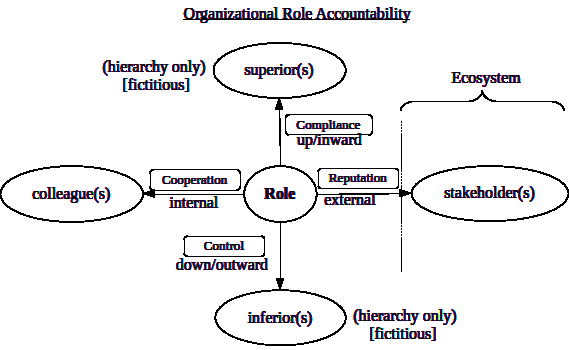 Organizational Role Accountability
(hierarchy only)
[fictitious]
superior(s)
Ecosystem
Compliance
up/inward
Cooperation
internal
Reputation
external
colleague(s)
Role
stakeholder(s)
Control
down/outward
inferior(s)
(hierarchy only)
[fictitious]